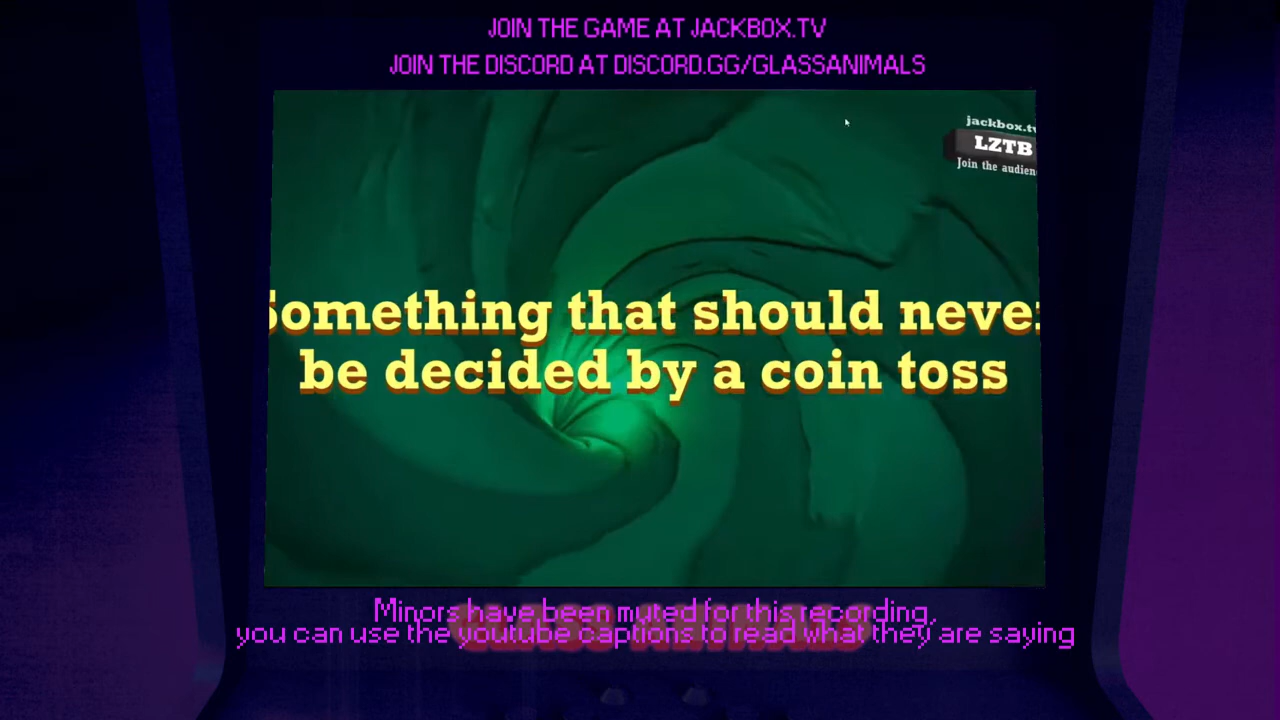 JOIN THE GAME AT JACKBOX.TV
JOIN THE DISCORD AT DISCORD.GG/GLASSANIMALS
jackbox.tv
LZTB
Join the audien
Something that should never
be decided by a coin toss
Minors have been muted for this recording,
you can use the youtube captions to read what they are saying